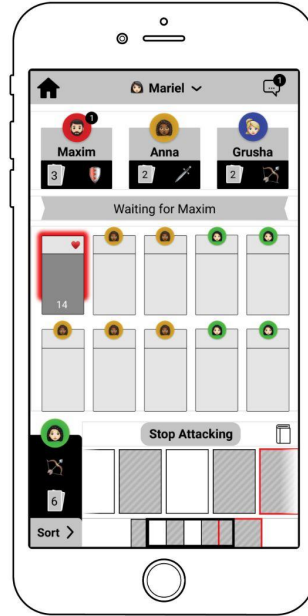 Mariel
1
Maxim
Anna
Grusha
3
2
2
Waiting for Maxim
14
Stop Attacking
6
Sort >